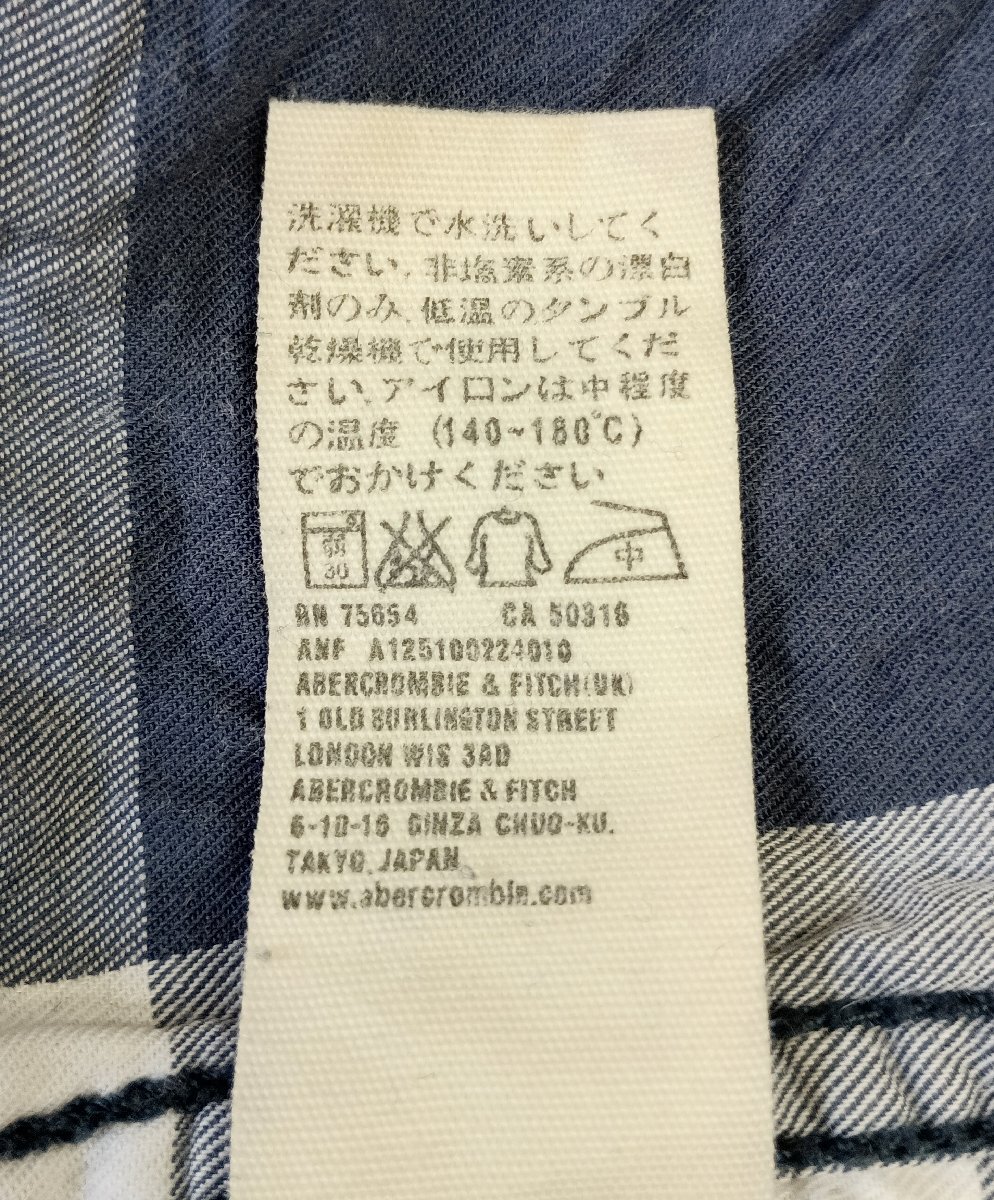 洗濯機で水洗いしてく
ださい.非塩素系の漂白
剤のみ.低温のタンブル
乾燥機で使用してくだ
さい.アイロンは中程度
の温度 (140~180℃)
でおかけください
弱
30
中
RN 75654 CA 50316
ANF A125100224010
ABERCROMBIE & FITCH(UK)
1 OLD BURLINGTON STREET
LONDON W1S 3AD
ABERCROMBIE & FITCH
6-10-16 GINZA CHUO-KU.
TAKYO.JAPAN
www.abercrombie.com